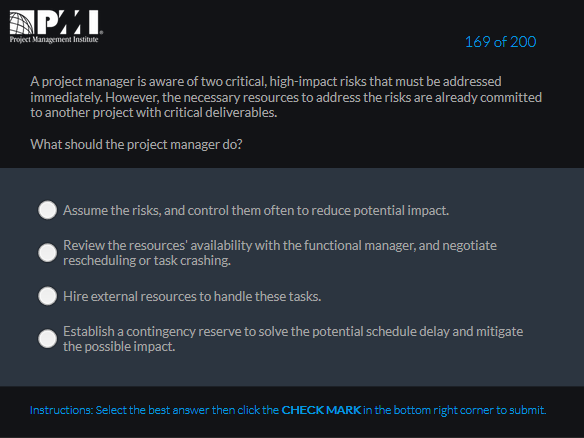 PMI
Project Management Institute
169 of 200
A project manager is aware of two critical, high-impact risks that must be addressed
immediately. However, the necessary resources to address the risks are already committed
to another project with critical deliverables.
What should the project manager do?
Assume the risks, and control them often to reduce potential impact.
Review the resources' availability with the functional manager, and negotiate
rescheduling or task crashing.
Hire external resources to handle these tasks.
Establish a contingency reserve to solve the potential schedule delay and mitigate
the possible impact.
Instructions: Select the best answer then click the CHECK MARK in the bottom right corner to submit.